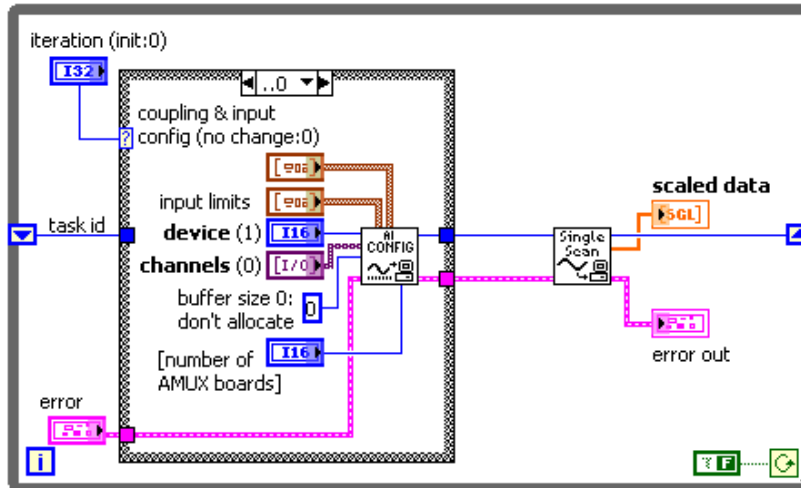 iteration (init:0)
I32
..0
coupling & input
config (no change:0)
?
input limits
scaled data
SGL]
task id
device (1)
I16
AI
CONFIG
Single
Scan
channels (0)
[I/O]
buffer size 0:
don't allocate
0
I16
[number of
AMUX boards]
error out
error
i
? F